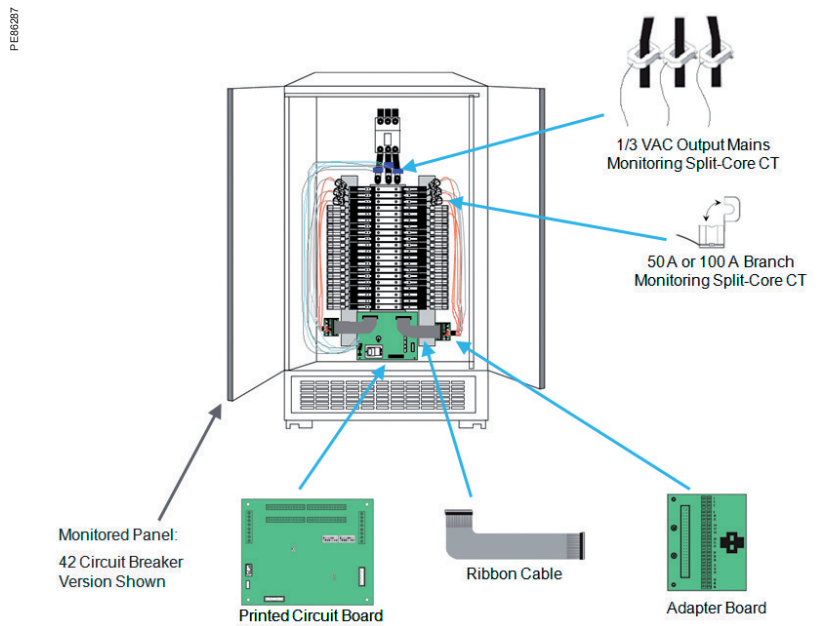 PE86287
1/3 VAC Output Mains
Monitoring Split-Core CT
50 A or 100 A Branch
Monitoring Split-Core CT
Monitored Panel:
42 Circuit Breaker
Version Shown
Printed Circuit Board
Ribbon Cable
Adapter Board